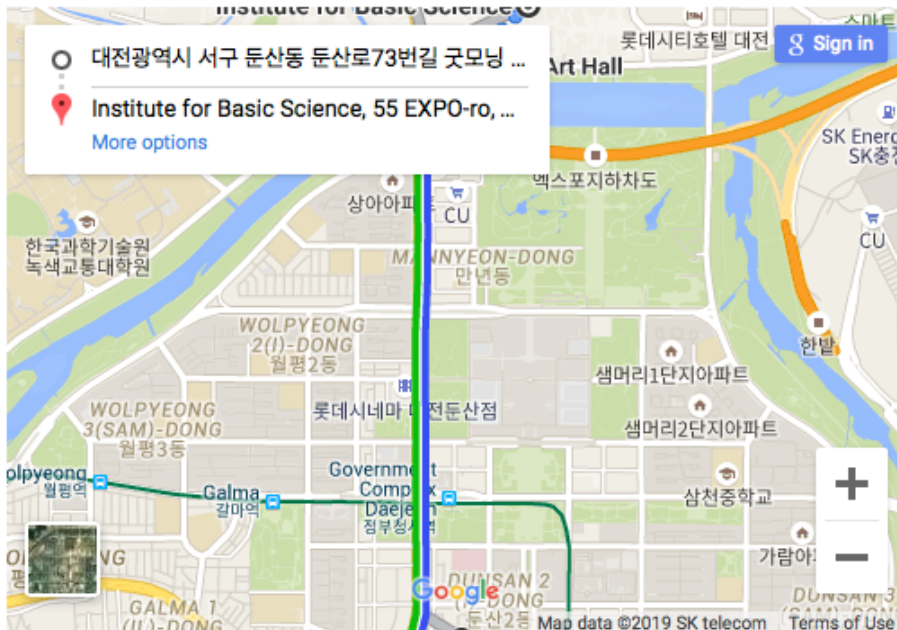 Institute for Basic Science
대전광역시 서구 둔산동 둔산로73번길 굿모닝 ...
Institute for Basic Science, 55 EXPO-ro, ...
More options
롯데시티호텔 대전
스마트
Sign in
Art Hall
SK Energ
SK충전
엑스포지하차도
상아아파트
CU
CU
한국과학기술원
녹색교통대학원
MANNYEON-DONG
만년동
WOLPYEONG
2(I)-DONG
월평2동
한밭
샘머리1단지아파트
롯데시네마 대전둔산점
WOLPYEONG
3(SAM)-DONG
월평3동
샘머리2단지아파트
olpyeong
월평역
Galma
갈마역
Government
Complex
Daejeon
정부청사역
삼천중학교
가람아
NG
Google
DUNSAN 2
-DONG
둔산2동
GALMA 1
(IL)-DONG
DUNSAN 3
(SAM)-DONG
Map data ©2019 SK telecom
Terms of Use